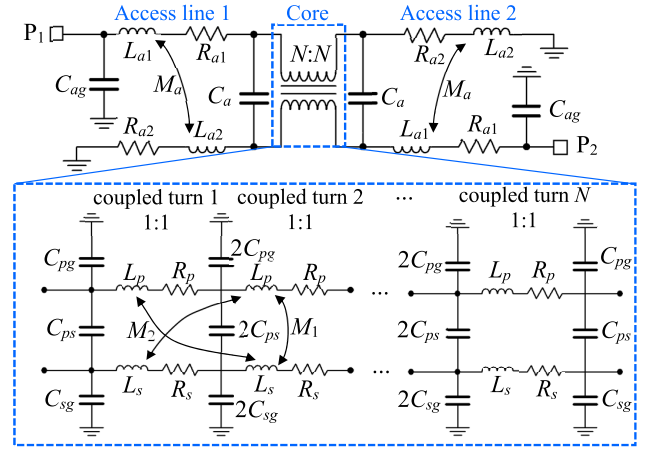 Access line 1 Core Access line 2
P1 La1 Ra1 N:N Ra2 La2
Cag Ma Ca Ca Ma Cag
Ra2 La2 La1 Ra1 P2
coupled turn 1 coupled turn 2 ... coupled turn N
1:1 1:1 1:1
Cpg 2Cpg 2Cpg Cpg
Lp Rp Lp Rp Lp Rp
...
Cps M2 2Cps M1 2Cps Cps
...
Ls Rs Ls Rs Ls Rs
Csg 2Csg 2Csg Csg